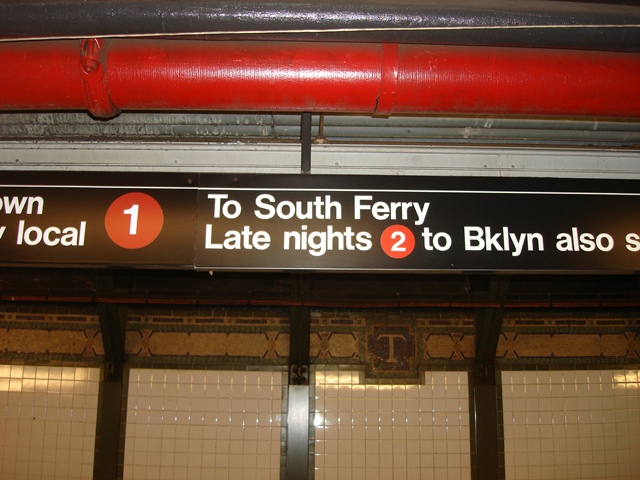 own
y local
1
To South Ferry
Late nights 2 to Bklyn also s
T